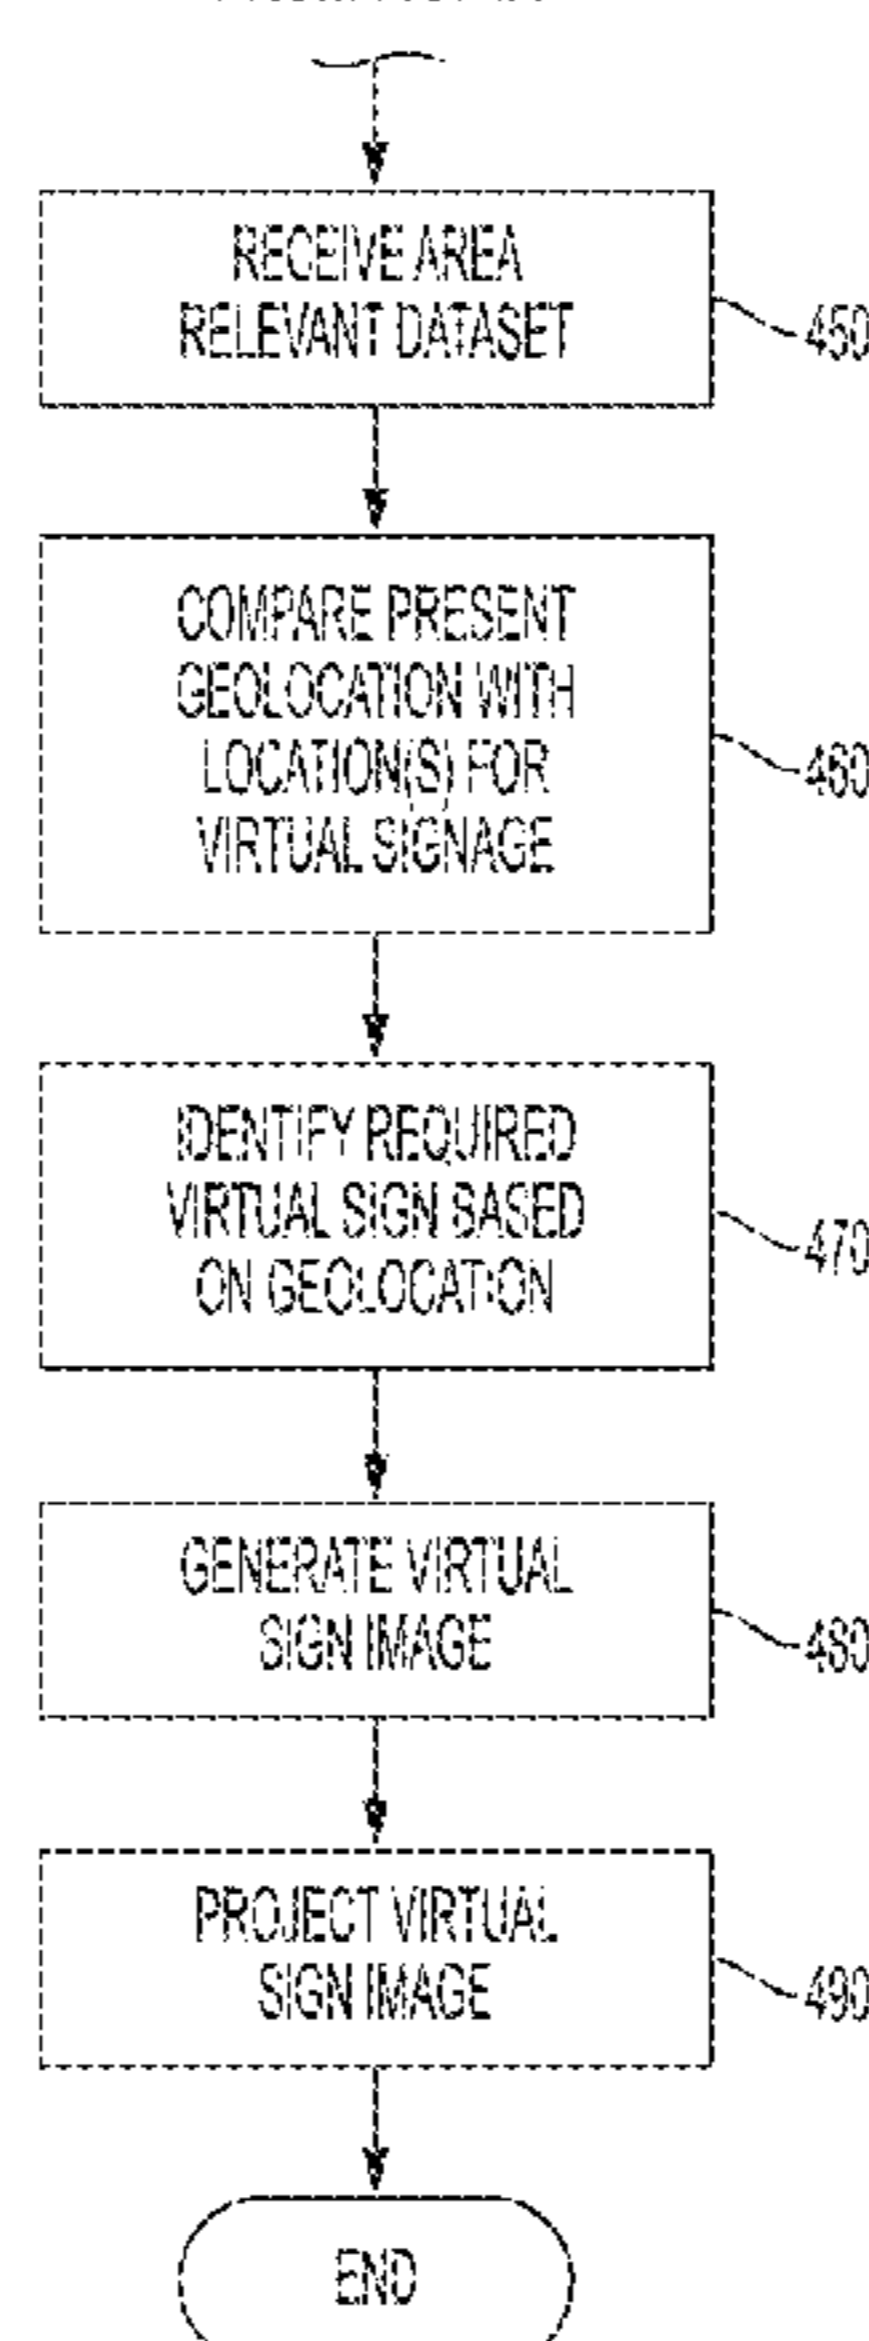 RECEIVE AREA
RELEVANT DATASET
450
COMPARE PRESENT
GEOLOCATION WITH
LOCATION(S) FOR
VIRTUAL SIGNAGE
460
IDENTIFY REQUIRED
VIRTUAL SIGN BASED
ON GEOLOCATION
470
GENERATE VIRTUAL
SIGN IMAGE
480
PROJECT VIRTUAL
SIGN IMAGE
490
END